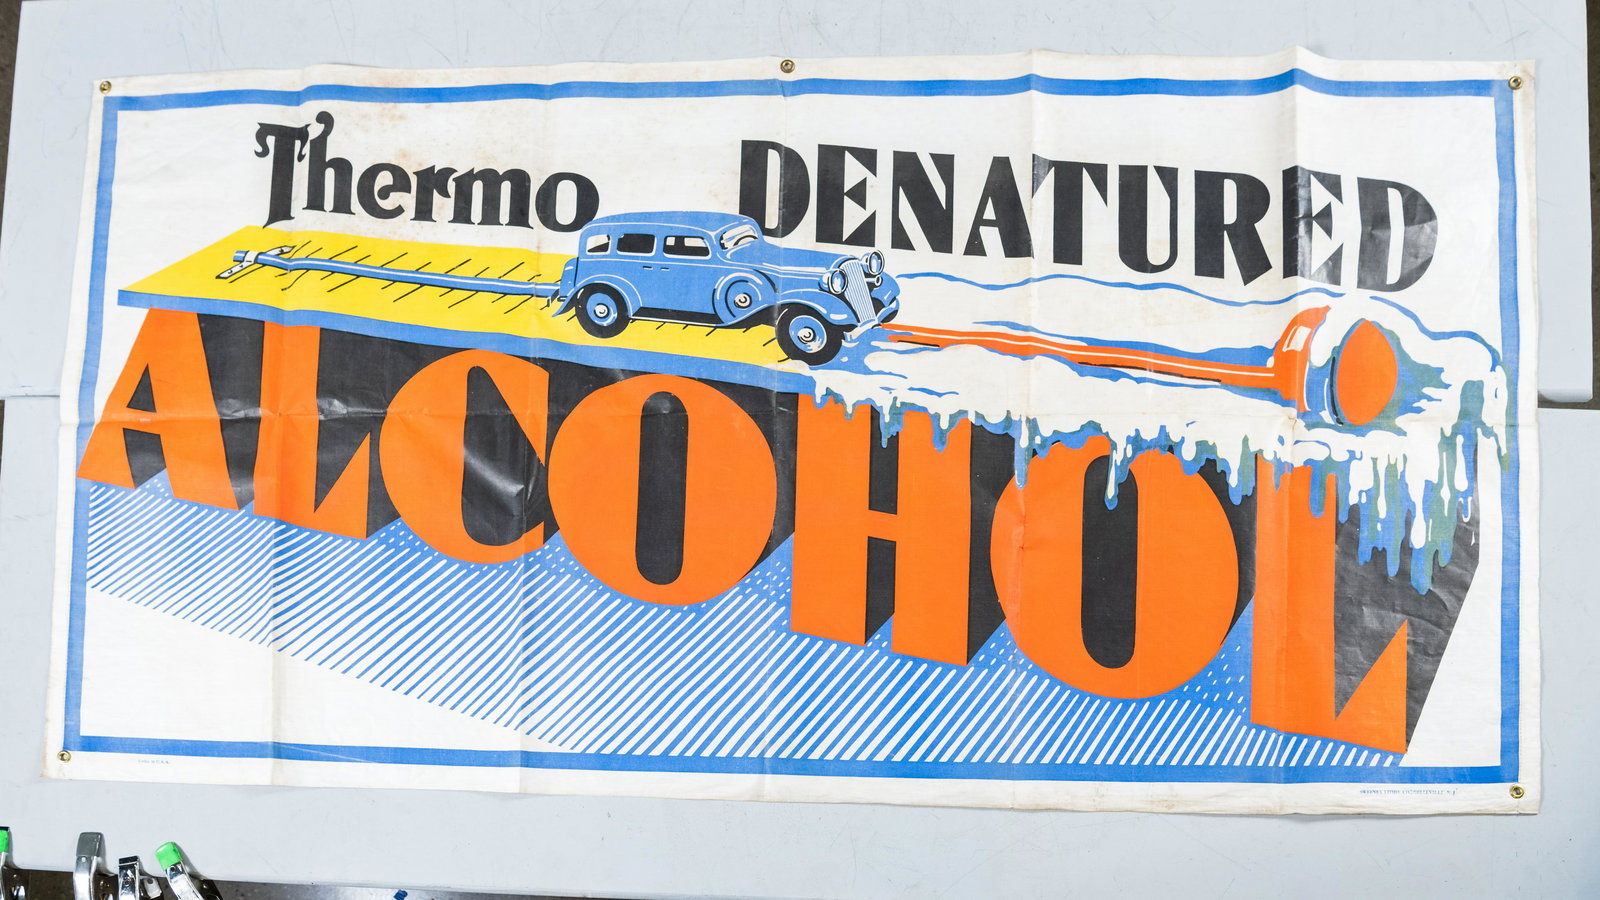 Thermo DENATURED
ALCOHOL